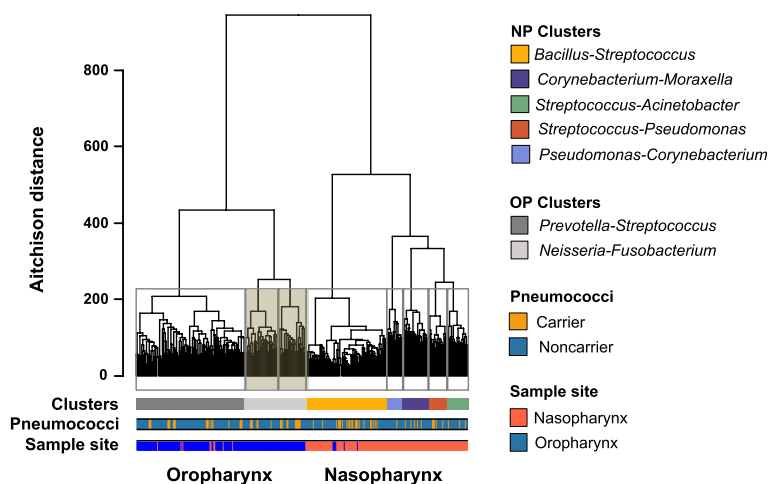 NP Clusters
Bacillus-Streptococcus
Corynebacterium-Moraxella
Streptococcus-Acinetobacter
Streptococcus-Pseudomonas
Pseudomonas-Corynebacterium
OP Clusters
Prevotella-Streptococcus
Neisseria-Fusobacterium
Pneumococci
Carrier
Noncarrier
Sample site
Nasopharynx
Oropharynx
Aitchison distance
800
600
400
200
0
Clusters
Pneumococci
Sample site
Oropharynx Nasopharynx